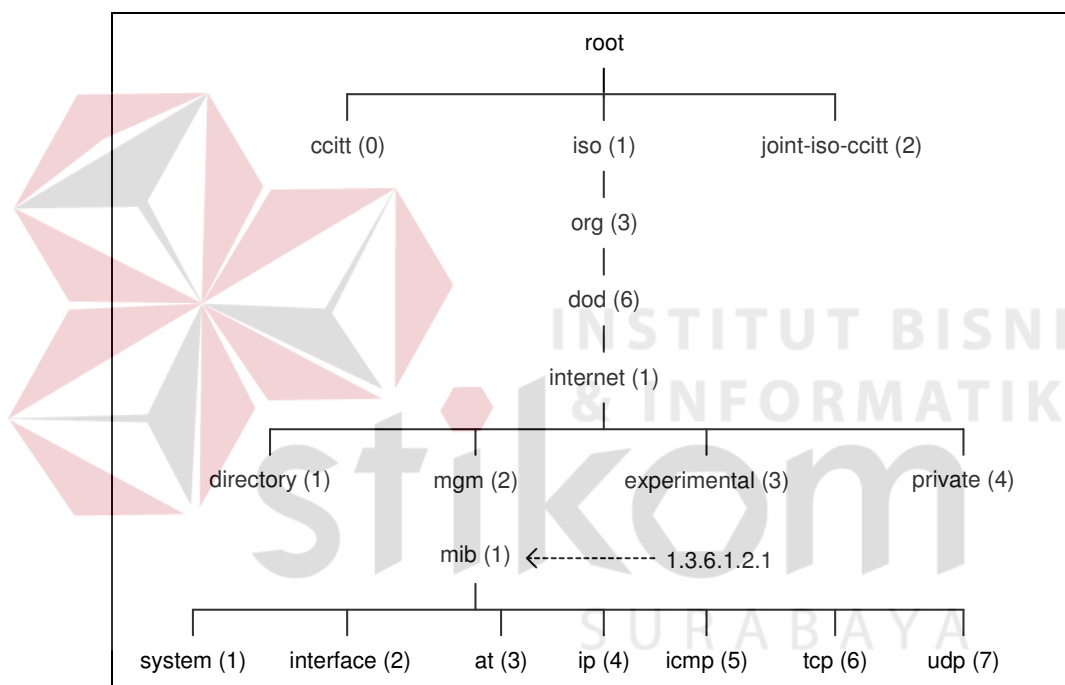 root
ccitt (0) iso (1) joint-iso-ccitt (2)
org (3)
dod (6)
INSTITUT BISNI
internet (1)
& INFORMATIK
directory (1) mgm (2) experimental (3) private (4)
stikom
mib (1) 1.3.6.1.2.1
SURABAYA
system (1) interface (2) at (3) ip (4) icmp (5) tcp (6) udp (7)